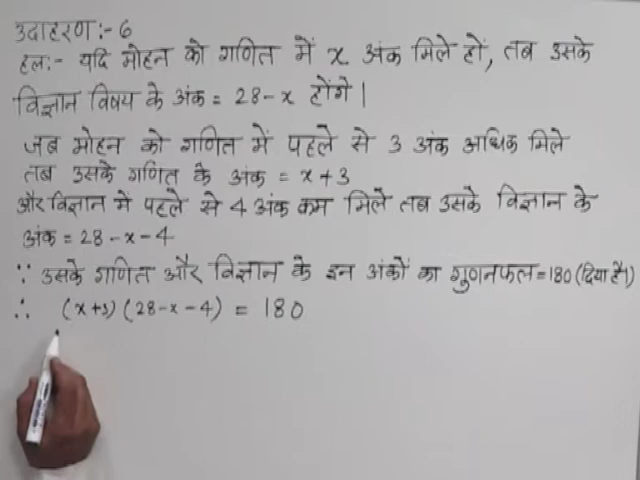 उदाहरण:- 6
हल:- यदि मोहन को गणित में x अंक मिले हों, तब उसके
विज्ञान विषय के अंक = 28-x होंगे।
जब मोहन को गणित में पहले से 3 अंक अधिक मिले
तब उसके गणित के अंक = x+3
और विज्ञान में पहले से 4 अंक कम मिले तब उसके विज्ञान के
अंक = 28-x-4
∵ उसके गणित और विज्ञान के इन अंकों का गुणनफल=180 (दिया है।)
∴ (x+3) (28-x-4) = 180